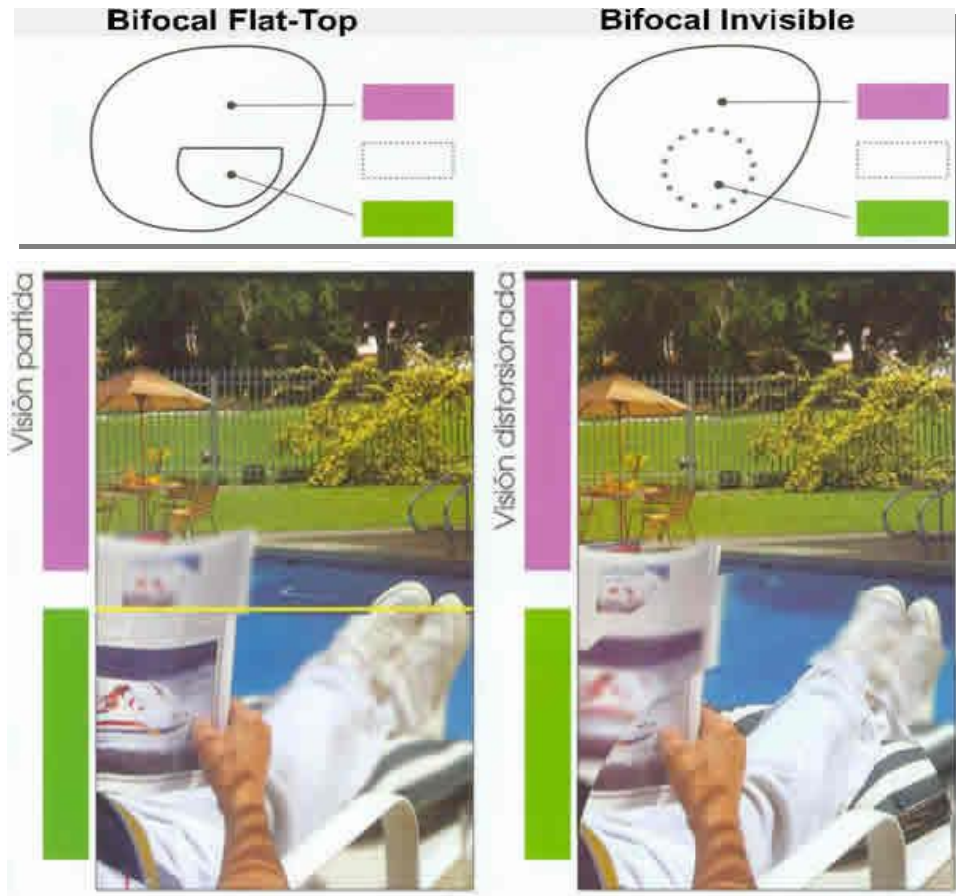 Bifocal Flat-Top
Bifocal Invisible
Visión partida
Visión distorsionada